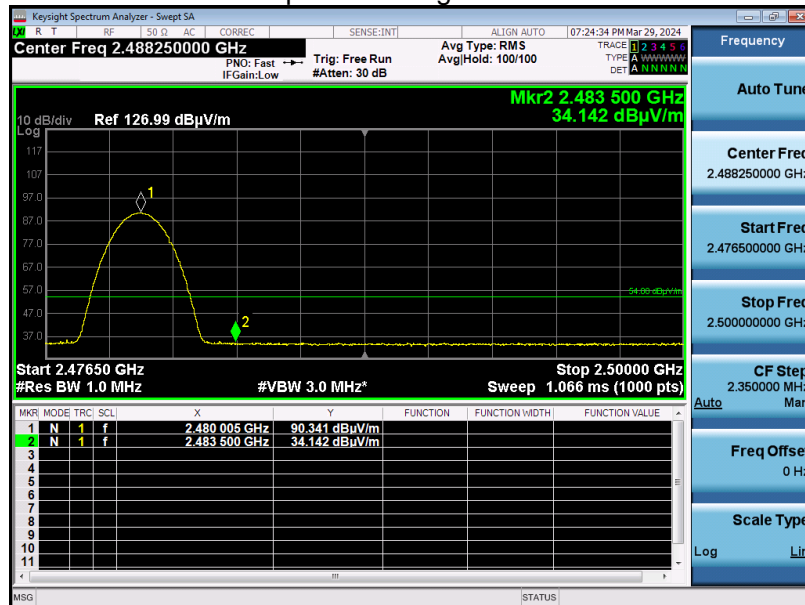 Keysight Spectrum Analyzer - Swept SA
LXI R T RF 50 Ω AC CORREC SENSE:INT ALIGN AUTO 07:24:34 PM Mar 29, 2024
Center Freq 2.488250000 GHz
PNO: Fast
IFGain:Low
Trig: Free Run
#Atten: 30 dB
Avg Type: RMS
Avg|Hold: 100/100
TRACE 1 2 3 4 5 6
TYPE A WWWWW
DET A N N N N N
Mkr2 2.483 500 GHz
34.142 dBµV/m
10 dB/div Ref 126.99 dBµV/m
Log
117
107
97.0
87.0
77.0
67.0
57.0
47.0
37.0
1
2
54.00 dBµV/m
Start 2.47650 GHz Stop 2.50000 GHz
#Res BW 1.0 MHz #VBW 3.0 MHz* Sweep 1.066 ms (1000 pts)
MKR MODE TRC SCL X Y FUNCTION FUNCTION WIDTH FUNCTION VALUE
1 N 1 f 2.480 005 GHz 90.341 dBµV/m
2 N 1 f 2.483 500 GHz 34.142 dBµV/m
3
4
5
6
7
8
9
10
11
MSG STATUS
Frequency
Auto Tune
Center Freq
2.488250000 GHz
Start Freq
2.476500000 GHz
Stop Freq
2.500000000 GHz
CF Step
2.350000 MHz
Auto Man
Freq Offset
0 Hz
Scale Type
Log Lin